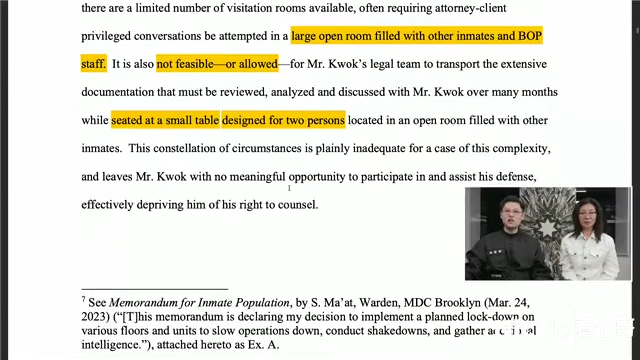 there are a limited number of visitation rooms available, often requiring attorney-client
privileged conversations be attempted in a large open room filled with other inmates and BOP
staff. It is also not feasible—or allowed—for Mr. Kwok's legal team to transport the extensive
documentation that must be reviewed, analyzed and discussed with Mr. Kwok over many months
while seated at a small table designed for two persons located in an open room filled with other
inmates. This constellation of circumstances is plainly inadequate for a case of this complexity,
and leaves Mr. Kwok with no meaningful opportunity to participate in and assist his defense,
effectively depriving him of his right to counsel.
7 See Memorandum for Inmate Population, by S. Ma'at, Warden, MDC Brooklyn (Mar. 24,
2023) ("[T]his memorandum is declaring my decision to implement a planned lock-down on
various floors and units to slow operations down, conduct shakedowns, and gather additional
intelligence."), attached hereto as Ex. A.